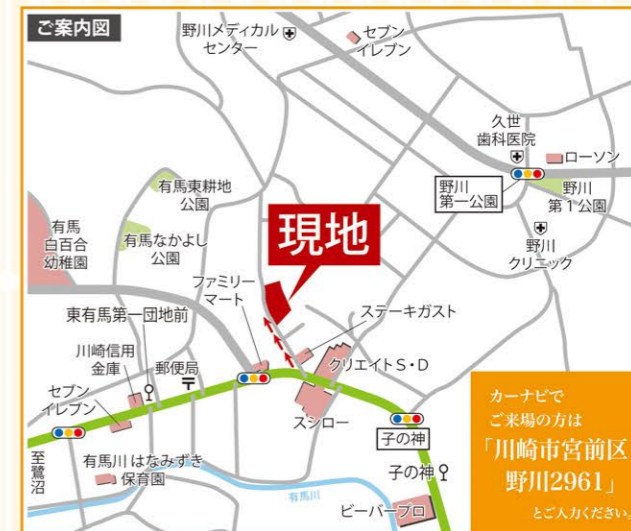 ご案内図
野川メディカル
センター
セブン
イレブン
久世
歯科医院
ローソン
野川
第一公園
野川
第1公園
野川
クリニック
有馬東耕地
公園
有馬
白百合
幼稚園
有馬なかよし
公園
現地
ファミリー
マート
ステーキガスト
東有馬第一団地前
川崎信用
金庫
郵便局
〒
クリエイトS・D
セブン
イレブン
スシロー
子の神
至
鷺
沼
有馬川 はなみずき
保育園
有馬川
子の神
ビーバープロ
カーナビで
ご来場の方は
「川崎市宮前区
野川2961」
とご入力ください。